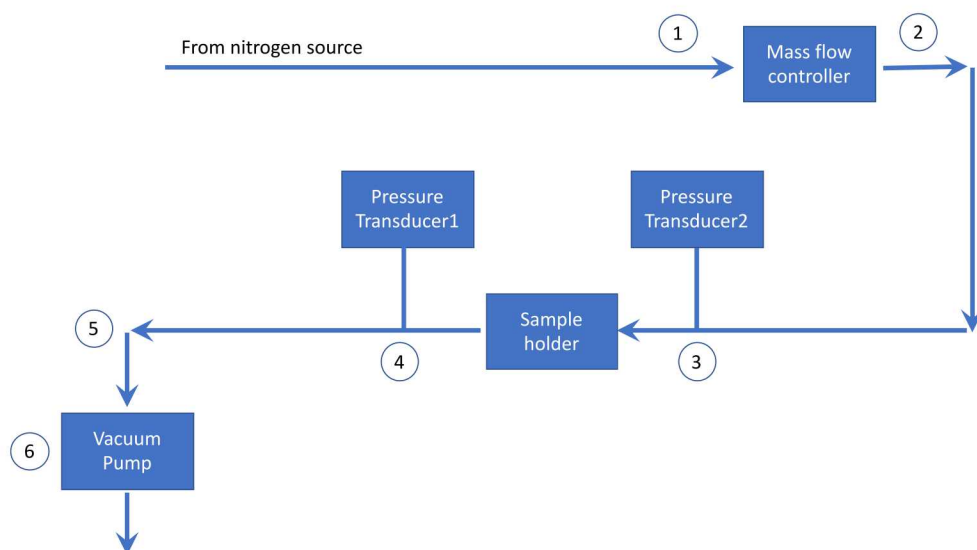 From nitrogen source
1
Mass flow
controller
2
Pressure
Transducer1
Pressure
Transducer2
Sample
holder
5
4
3
6
Vacuum
Pump